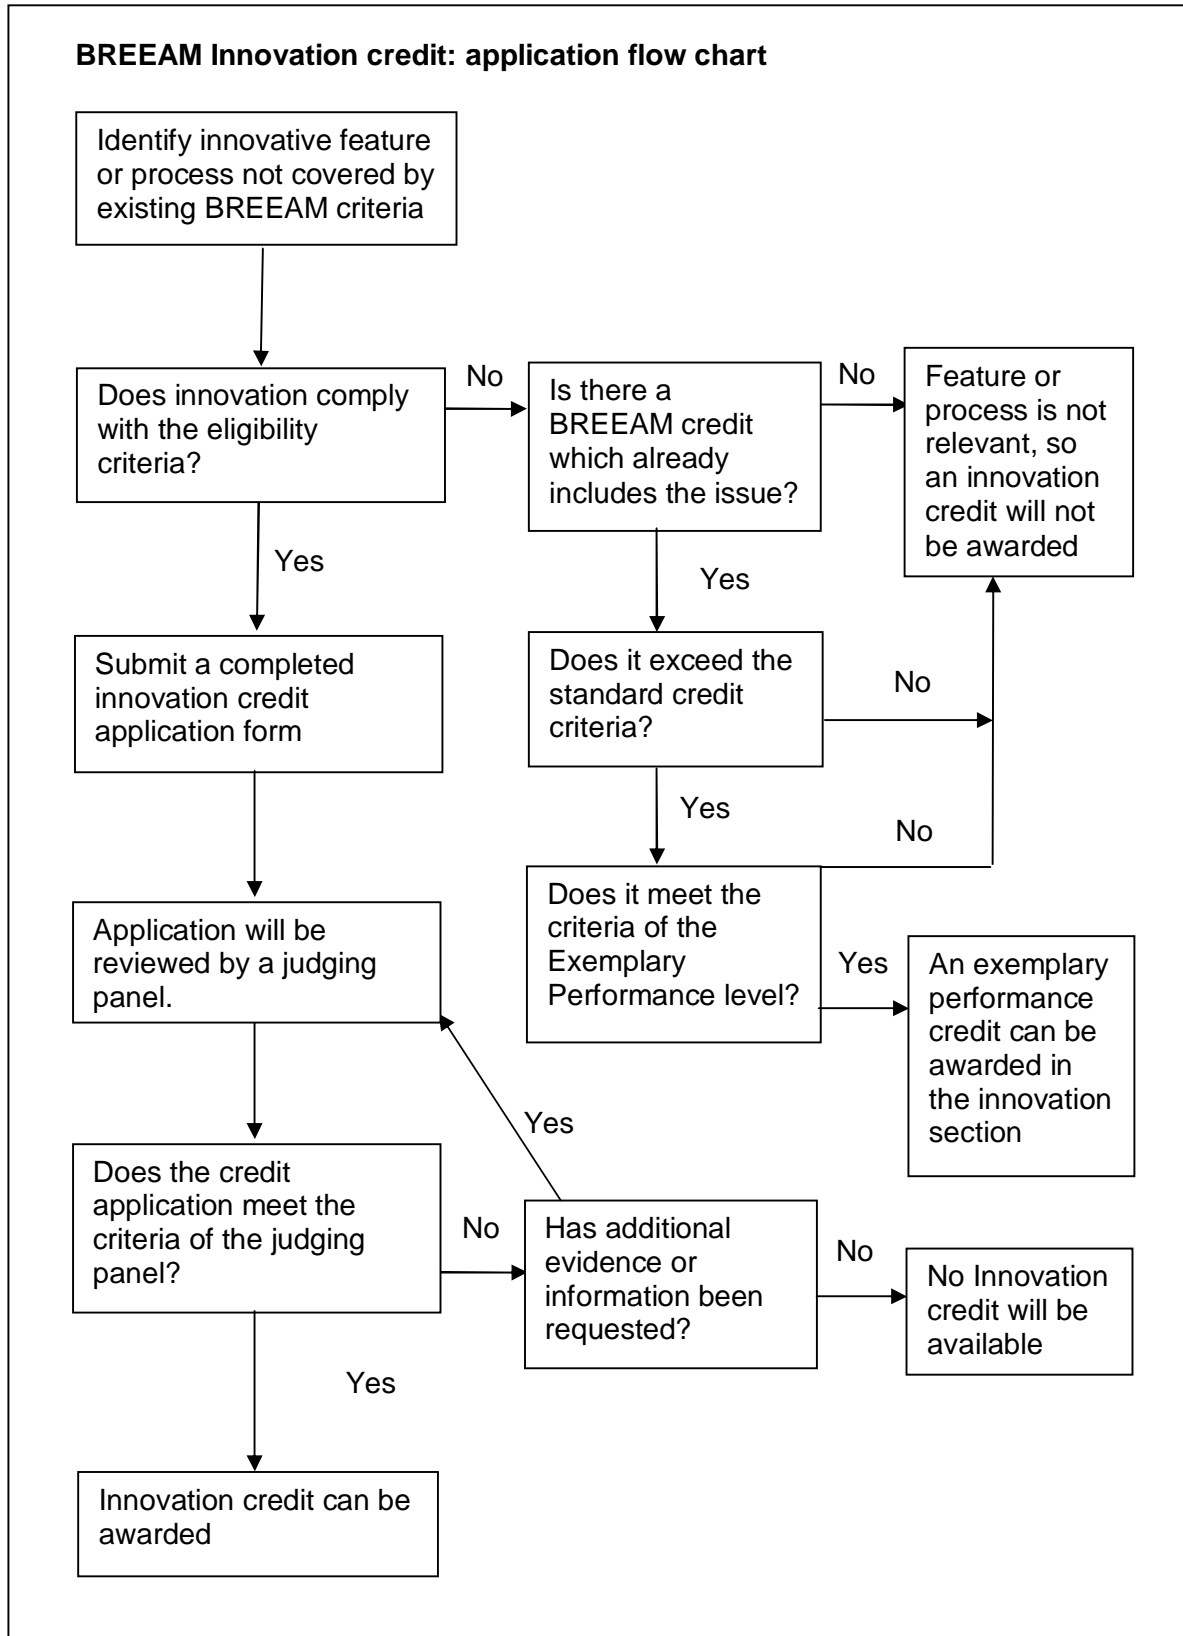 BREEAM Innovation credit: application flow chart
Identify innovative feature
or process not covered by
existing BREEAM criteria
Does innovation comply
with the eligibility
criteria?
No
Is there a
BREEAM credit
which already
includes the issue?
No
Feature or
process is not
relevant, so
an innovation
credit will not
be awarded
Yes
Yes
Submit a completed
innovation credit
application form
Does it exceed the
standard credit
criteria?
No
Yes
No
Application will be
reviewed by a judging
panel.
Does it meet the
criteria of the
Exemplary
Performance level?
Yes
An exemplary
performance
credit can be
awarded in
the innovation
section
Yes
Does the credit
application meet the
criteria of the judging
panel?
No
Has additional
evidence or
information been
requested?
No
No Innovation
credit will be
available
Yes
Innovation credit can be
awarded